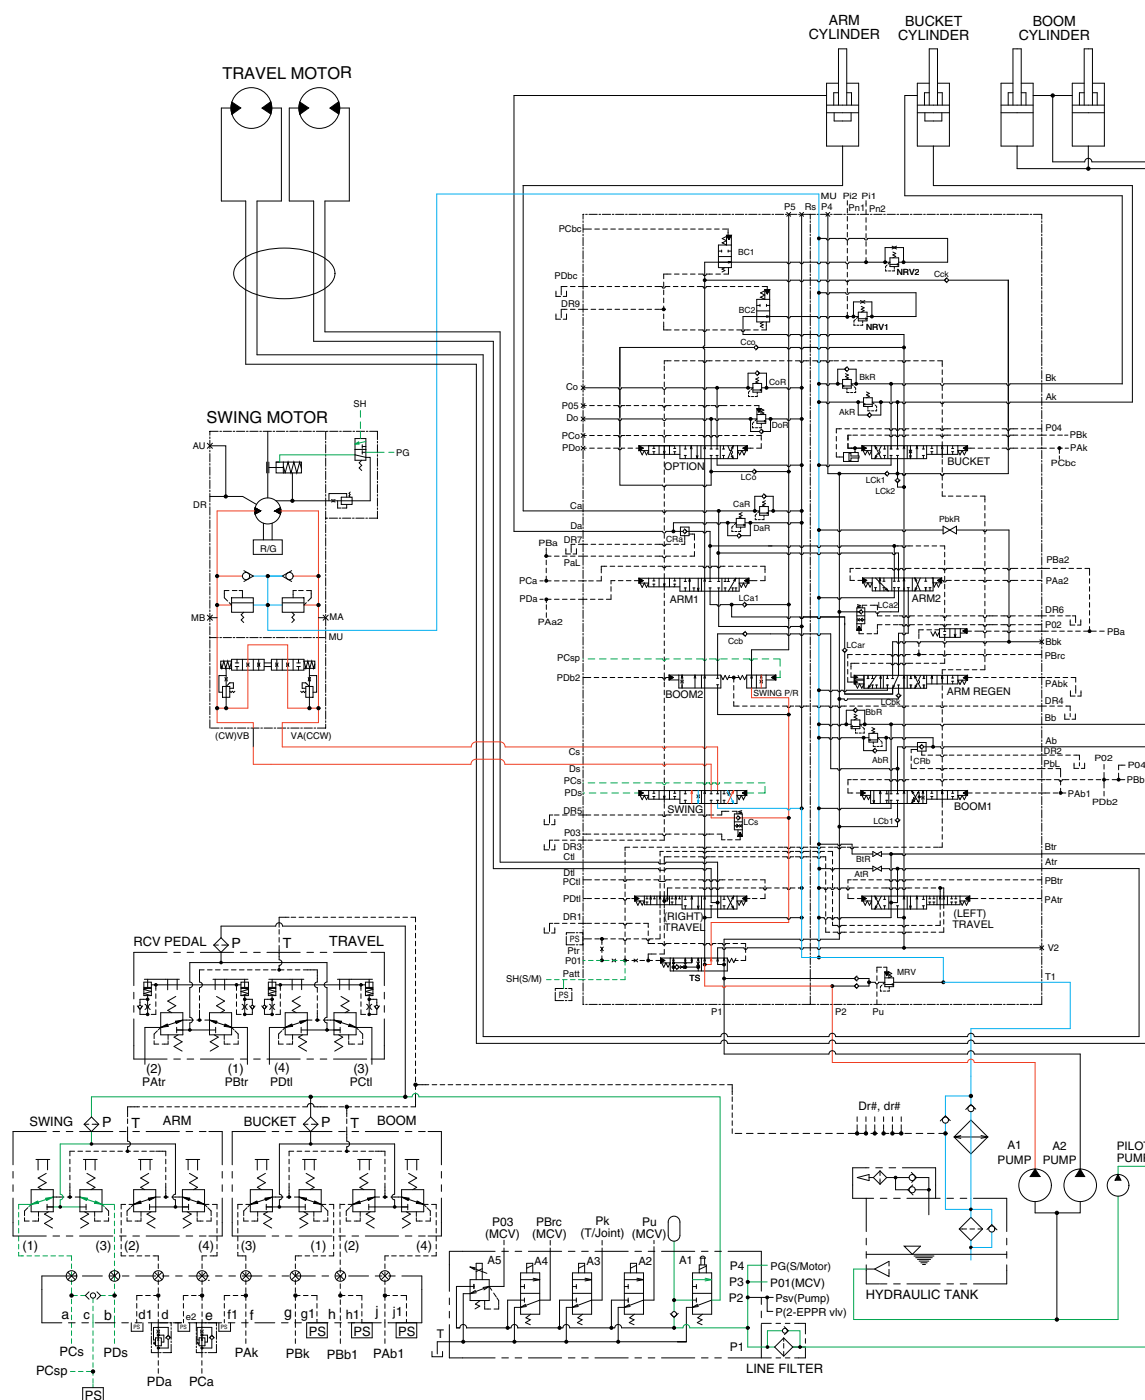 ARM
CYLINDER
BUCKET
CYLINDER
BOOM
CYLINDER
TRAVEL MOTOR
MU Pi2 Pi1
P5 Rs P4 Pn1 Pn2
PCbc
BC1
NRV2
Cck
PDbc
DR9
BC2
NRV1
Cco
Co
CoR
BkR
Bk
P05
AkR
Ak
Do
DoR
P04
PCo
PBk
PDo
PAk
OPTION
BUCKET
PCbc
LCo
LCk1
LCk2
SWING MOTOR
SH
AU
PG
DR
R/G
MB
MA
MU
(CW)VB
VA(CCW)
Ca
CaR
Da
DaR
PbkR
DR7
CRa
PBa
PaL
PBa2
PCa
PAa2
PDa
ARM1
LCa1
ARM2
LCa2
PAa2
DR6
P02
PBa
Ccb
LCar
Bbk
PCsp
PBrc
PDb2
BOOM2
SWING P/R
ARM REGEN
PAbk
LCbk
DR4
BbR
Bb
Cs
AbR
CRb
Ab
DR2
P02
Ds
PbL
P04
PCs
PBb
PDs
PAb1
SWING
BOOM1
PDb2
DR5
LCs
LCb1
P03
DR3
Btr
Ctl
BtR
Atr
Dtl
AtR
PCtl
PBtr
PDtl
PAtr
(RIGHT)
TRAVEL
(LEFT)
TRAVEL
DR1
PS
Ptr
V2
P01
Patt
TS
MRV
T1
SH(S/M)
PS
P1
P2
Pu
RCV PEDAL
P
T
TRAVEL
(2)
PAtr
(1)
PBtr
(4)
PDtl
(3)
PCtl
SWING
P
T
ARM
BUCKET
P
T
BOOM
(1)
(3)
(2)
(4)
(3)
(1)
(2)
(4)
a c b d1 d e2 e f1 f g g1 h h1 j j1
PS PS PS PS PS PS
PCs
PDs
PAk
PBk
PBb1
PAb1
PCsp
PDa
PCa
PS
P03
(MCV)
PBrc
(MCV)
Pk
(T/Joint)
Pu
(MCV)
A5
A4
A3
A2
A1
T
P4
PG(S/Motor)
P3
P01(MCV)
P2
Psv(Pump)
P(2-EPPR vlv)
P1
LINE FILTER
Dr#, dr#
A1
PUMP
A2
PUMP
PILOT
PUMP
HYDRAULIC TANK